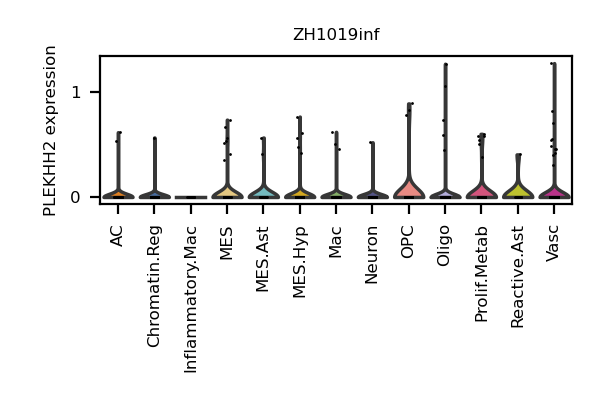 ZH1019inf
PLEKHH2 expression
1
0
AC
Chromatin.Reg
Inflammatory.Mac
MES
MES.Ast
MES.Hyp
Mac
Neuron
OPC
Oligo
Prolif.Metab
Reactive.Ast
Vasc